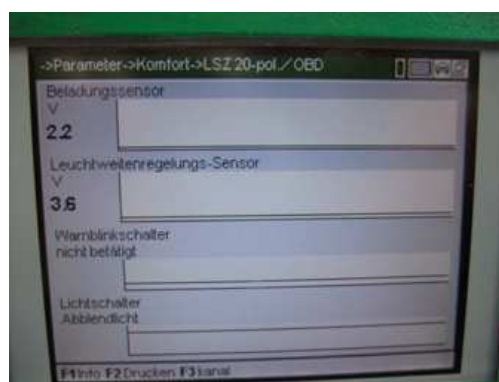 ->Parameter->Komfort->LSZ 20-pol./OBD
Beladungssensor
V
2.2
Leuchtweitenregelungs-Sensor
V
3.6
Warnblinkschalter
nicht betätigt
Lichtschalter
Abblendlicht
F1 Info F2 Drucken F3 kanal